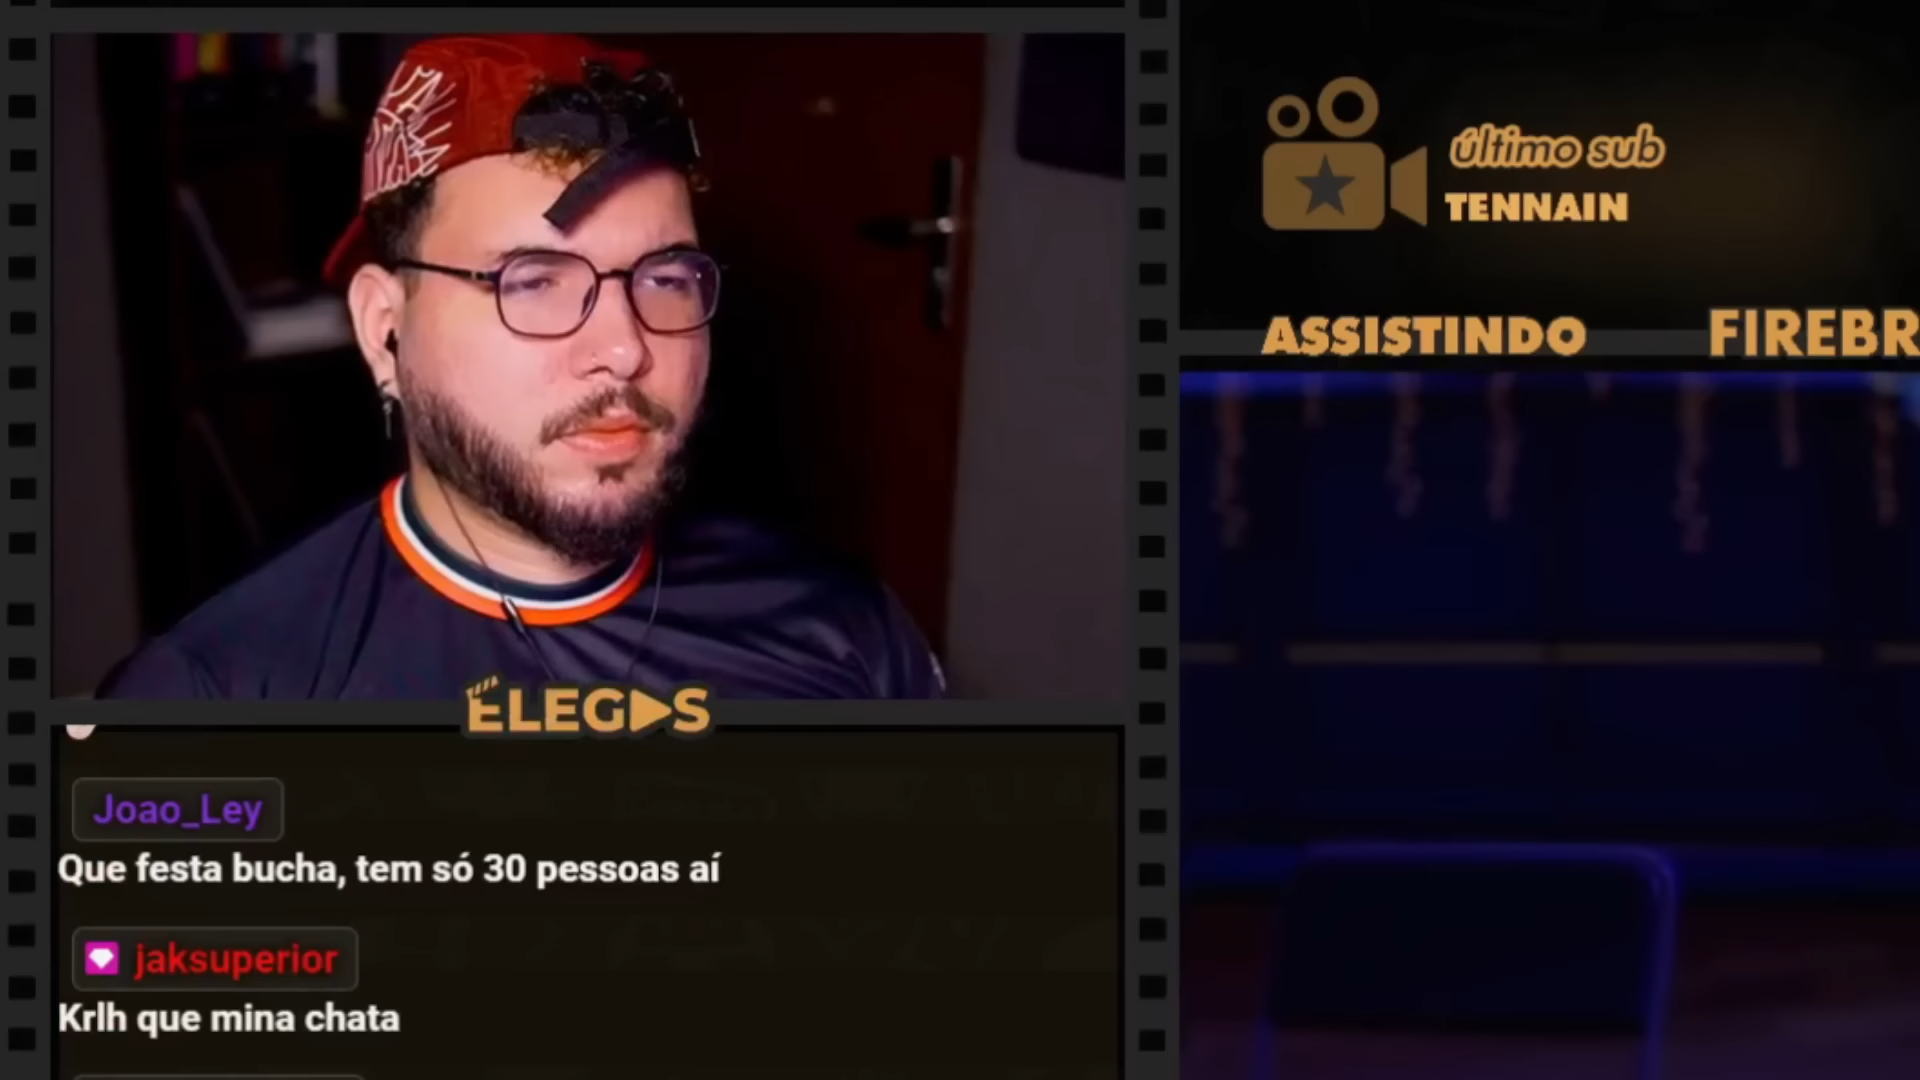 último sub
TENNAIN
ASSISTINDO FIREBR
ELEGOS
Joao_Ley
Que festa bucha, tem só 30 pessoas aí
jaksuperior
Krlh que mina chata